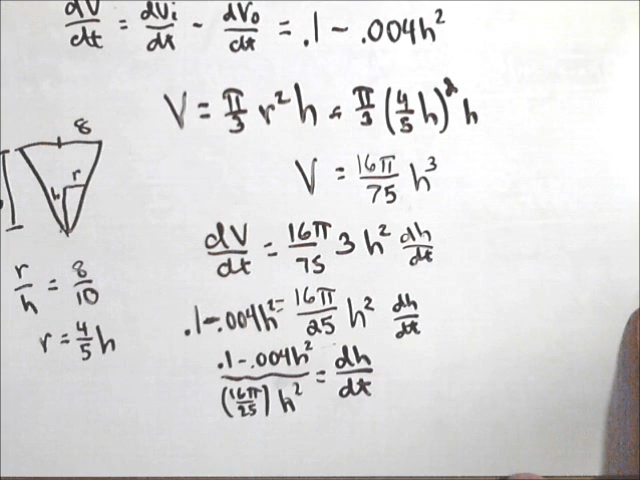 dV/dt = dVi/dt - dVo/dt = .1 - .004h²
V = π/3 r²h = π/3 (4/5 h)² h
8
r
h
V = 16π/75 h³
dV/dt = 16π/75 3 h² dh/dt
r/h = 8/10
.1-.004h² = 16π/25 h² dh/dt
r = 4/5 h
.1-.004h²/(16π/25) h² = dh/dt